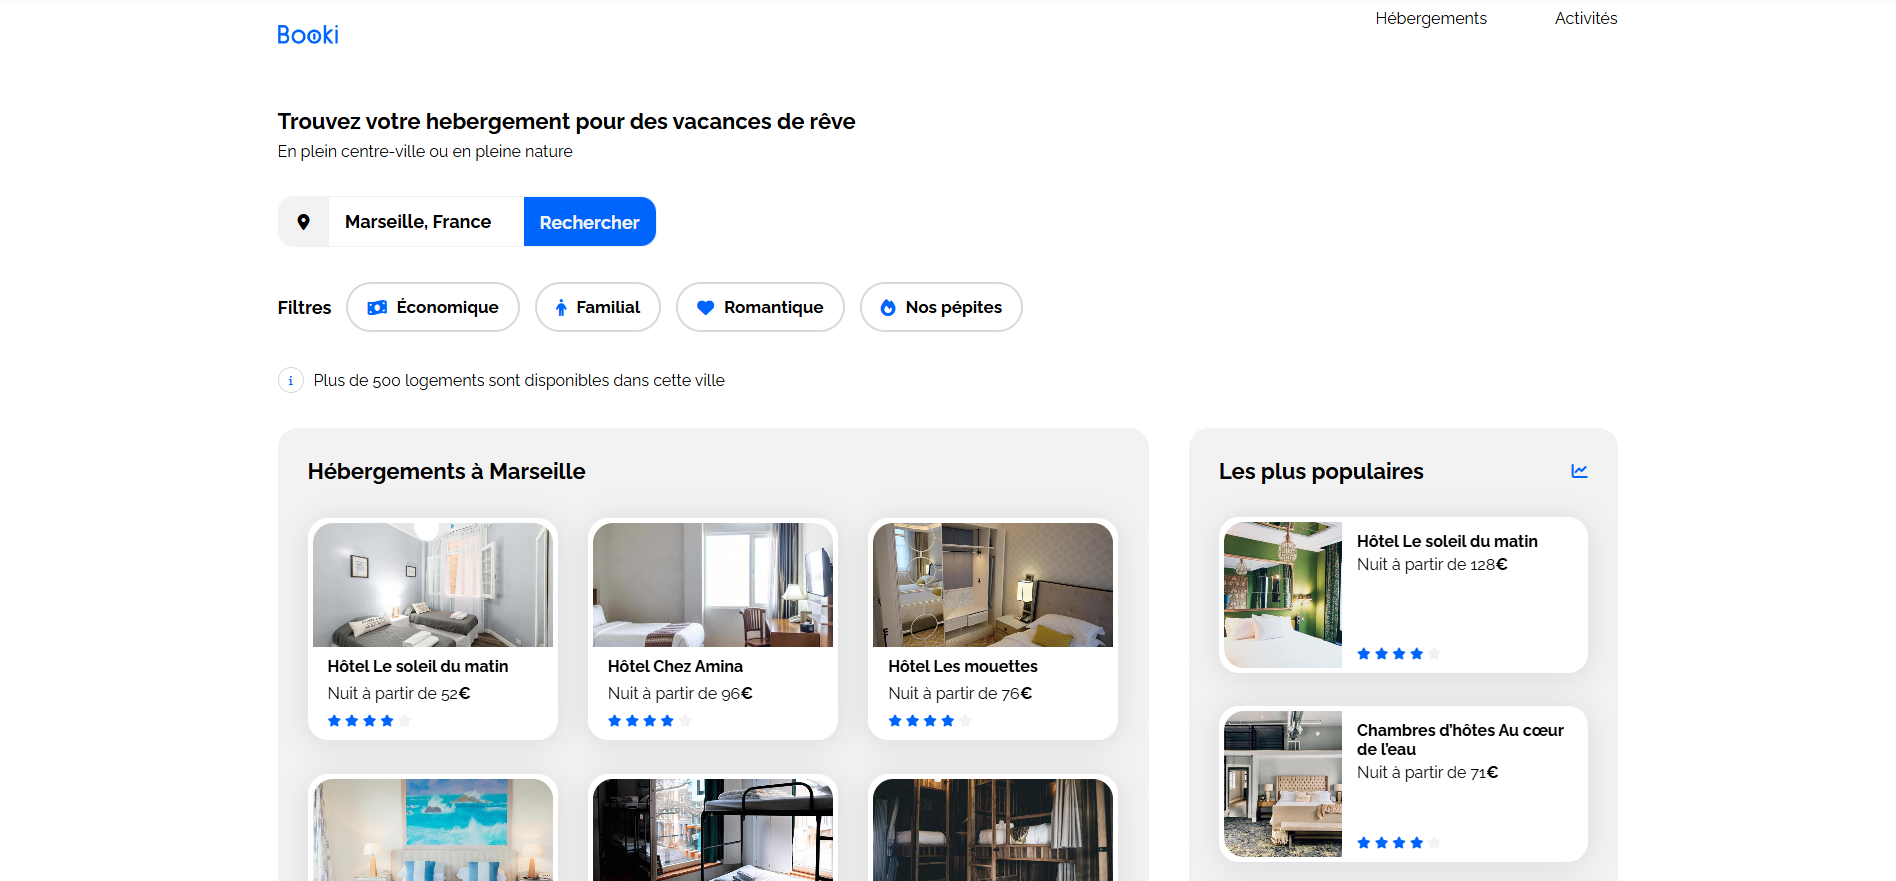 Booki
Hébergements
Activités
Trouvez votre hebergement pour des vacances de rêve
En plein centre-ville ou en pleine nature
Marseille, France
Rechercher
Filtres
Économique
Familial
Romantique
Nos pépites
i
Plus de 500 logements sont disponibles dans cette ville
Hébergements à Marseille
Hôtel Le soleil du matin
Nuit à partir de 52€
Hôtel Chez Amina
Nuit à partir de 96€
Hôtel Les mouettes
Nuit à partir de 76€
Les plus populaires
Hôtel Le soleil du matin
Nuit à partir de 128€
Chambres d’hôtes Au cœur
de l’eau
Nuit à partir de 71€